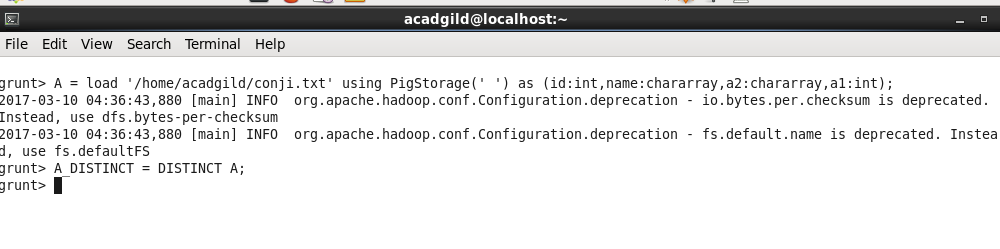 acadgild@localhost:~
File Edit View Search Terminal Help
grunt> A = load '/home/acadgild/conji.txt' using PigStorage(' ') as (id:int,name:chararray,a2:chararray,a1:int);
2017-03-10 04:36:43,880 [main] INFO  org.apache.hadoop.conf.Configuration.deprecation - io.bytes.per.checksum is deprecated.
Instead, use dfs.bytes-per-checksum
2017-03-10 04:36:43,880 [main] INFO  org.apache.hadoop.conf.Configuration.deprecation - fs.default.name is deprecated. Instea
d, use fs.defaultFS
grunt> A_DISTINCT = DISTINCT A;
grunt>